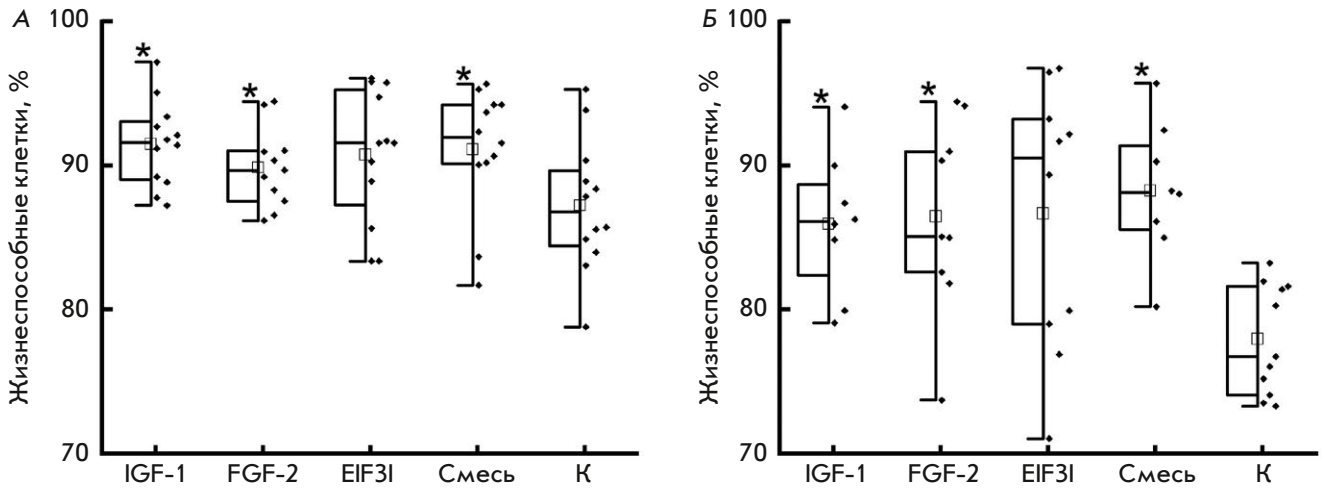 А
Жизнеспособные клетки, %
100
90
80
70
* * *
IGF-1 FGF-2 EIF3I Смесь К
Б
Жизнеспособные клетки, %
100
90
80
70
* * *
IGF-1 FGF-2 EIF3I Смесь К